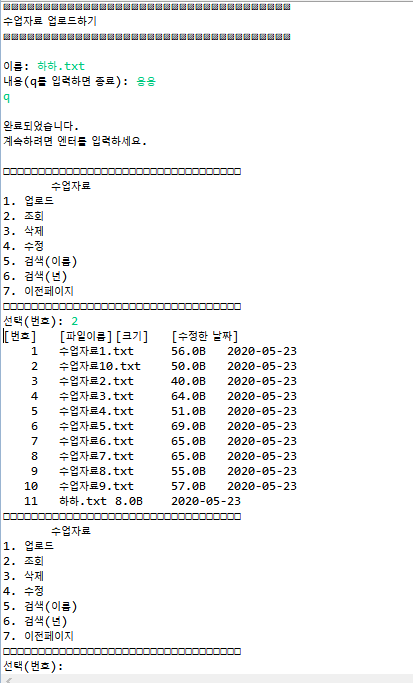 ▨▨▨▨▨▨▨▨▨▨▨▨▨▨▨▨▨▨▨▨▨▨▨▨▨▨▨▨▨▨▨▨▨▨▨▨
수업자료 업로드하기
▨▨▨▨▨▨▨▨▨▨▨▨▨▨▨▨▨▨▨▨▨▨▨▨▨▨▨▨▨▨▨▨▨▨▨▨
이름: 하하.txt
내용(q를 입력하면 종료): 용용
q
완료되었습니다.
계속하려면 엔터를 입력하세요.
□□□□□□□□□□□□□□□□□□□□□□□□□□□□□□□□□□
수업자료
1. 업로드
2. 조회
3. 삭제
4. 수정
5. 검색(이름)
6. 검색(년)
7. 이전페이지
□□□□□□□□□□□□□□□□□□□□□□□□□□□□□□□□□□
선택(번호): 2
[번호] [파일이름][크기] [수정한 날짜]
1 수업자료1.txt 56.0B 2020-05-23
2 수업자료10.txt 50.0B 2020-05-23
3 수업자료2.txt 40.0B 2020-05-23
4 수업자료3.txt 64.0B 2020-05-23
5 수업자료4.txt 51.0B 2020-05-23
6 수업자료5.txt 69.0B 2020-05-23
7 수업자료6.txt 65.0B 2020-05-23
8 수업자료7.txt 65.0B 2020-05-23
9 수업자료8.txt 55.0B 2020-05-23
10 수업자료9.txt 57.0B 2020-05-23
11 하하.txt 8.0B 2020-05-23
□□□□□□□□□□□□□□□□□□□□□□□□□□□□□□□□□□
수업자료
1. 업로드
2. 조회
3. 삭제
4. 수정
5. 검색(이름)
6. 검색(년)
7. 이전페이지
□□□□□□□□□□□□□□□□□□□□□□□□□□□□□□□□□□
선택(번호):